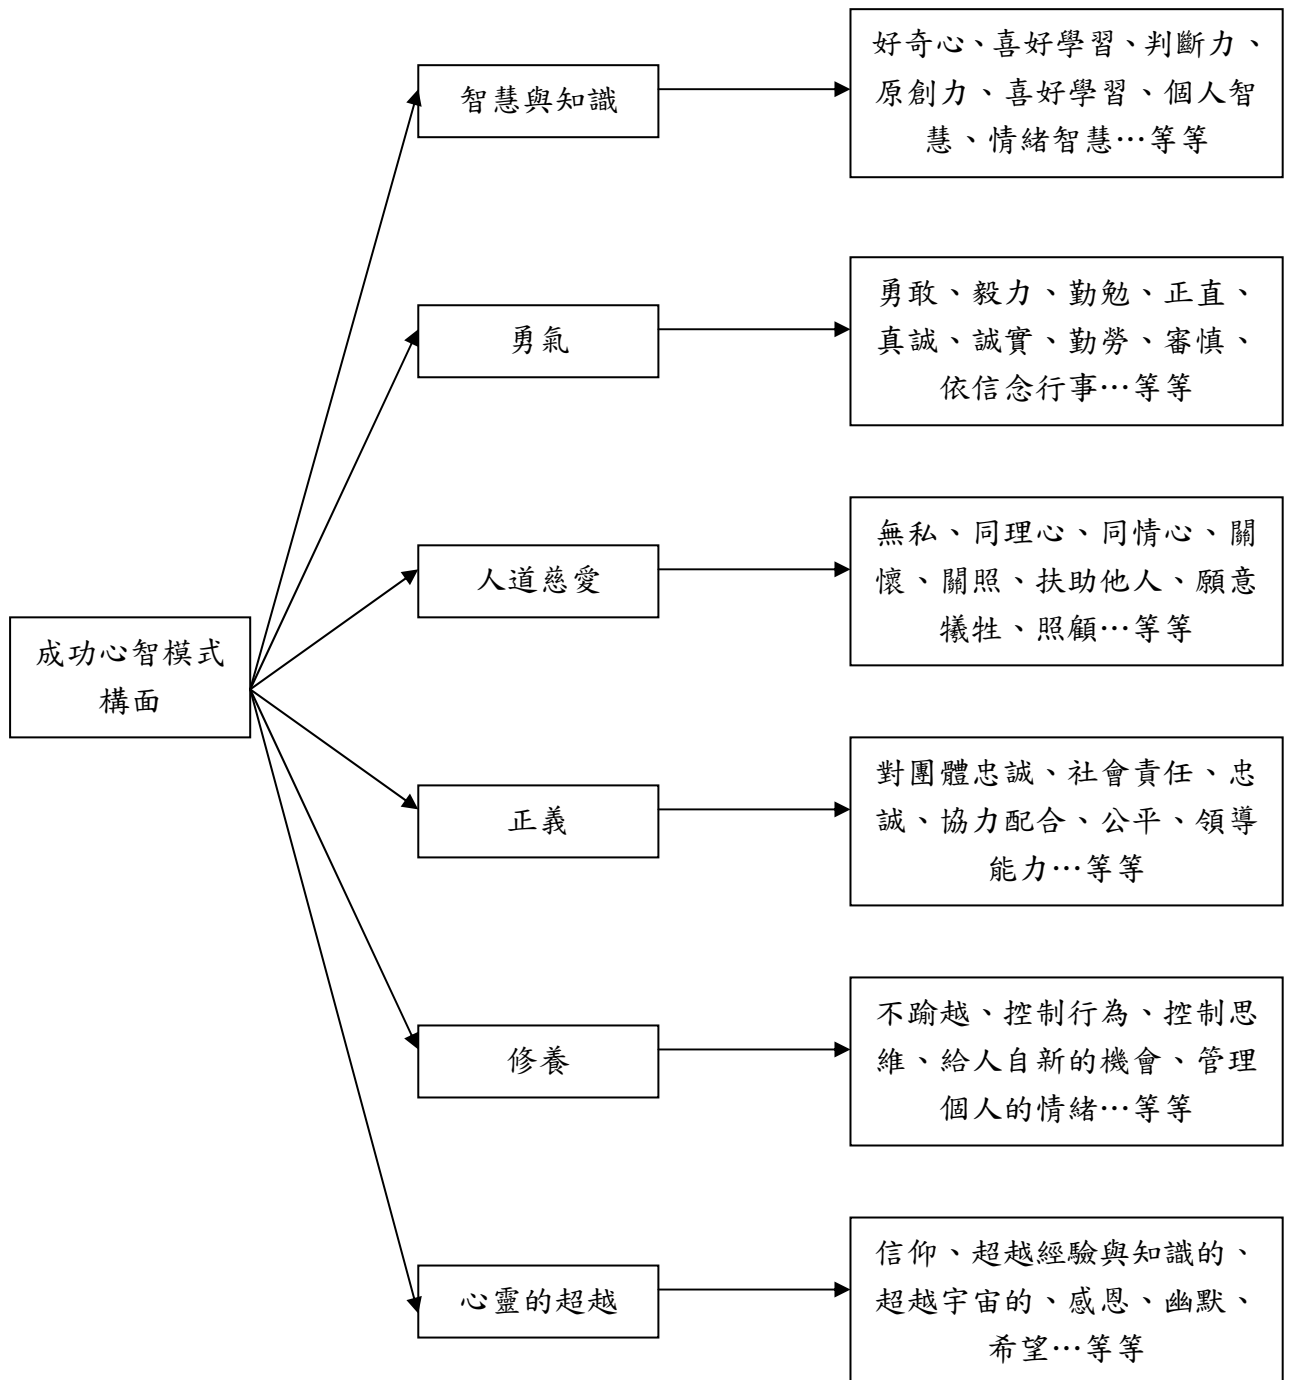 智慧與知識
好奇心、喜好學習、判斷力、
原創力、喜好學習、個人智
慧、情緒智慧…等等
勇氣
勇敢、毅力、勤勉、正直、
真誠、誠實、勤勞、審慎、
依信念行事…等等
人道慈愛
無私、同理心、同情心、關
懷、關照、扶助他人、願意
犧牲、照顧…等等
成功心智模式
構面
正義
對團體忠誠、社會責任、忠
誠、協力配合、公平、領導
能力…等等
修養
不踰越、控制行為、控制思
維、給人自新的機會、管理
個人的情緒…等等
心靈的超越
信仰、超越經驗與知識的、
超越宇宙的、感恩、幽默、
希望…等等